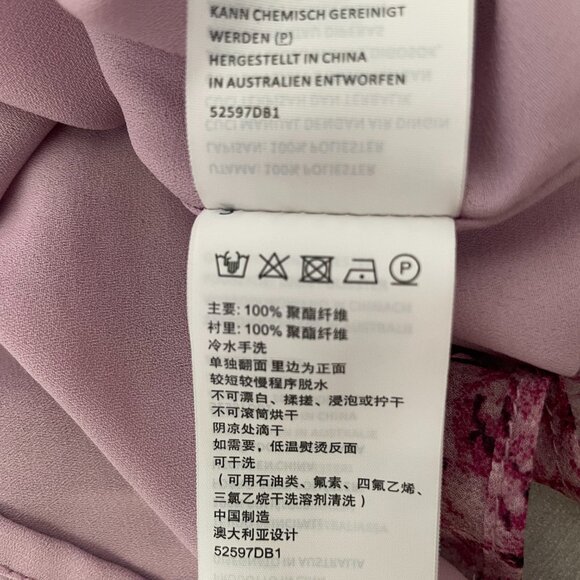 KANN CHEMISCH GEREINIGT
WERDEN (P)
HERGESTELLT IN CHINA
IN AUSTRALIEN ENTWORFEN
52597DB1
P
主要: 100% 聚酯纤维
衬里: 100% 聚酯纤维
冷水手洗
单独翻面 里边为正面
较短较慢程序脱水
不可漂白、揉搓、浸泡或拧干
不可滚筒烘干
阴凉处滴干
如需要，低温熨烫反面
可干洗
（可用石油类、氟素、四氟乙烯、
三氯乙烷干洗溶剂清洗）
中国制造
澳大利亚设计
52597DB1